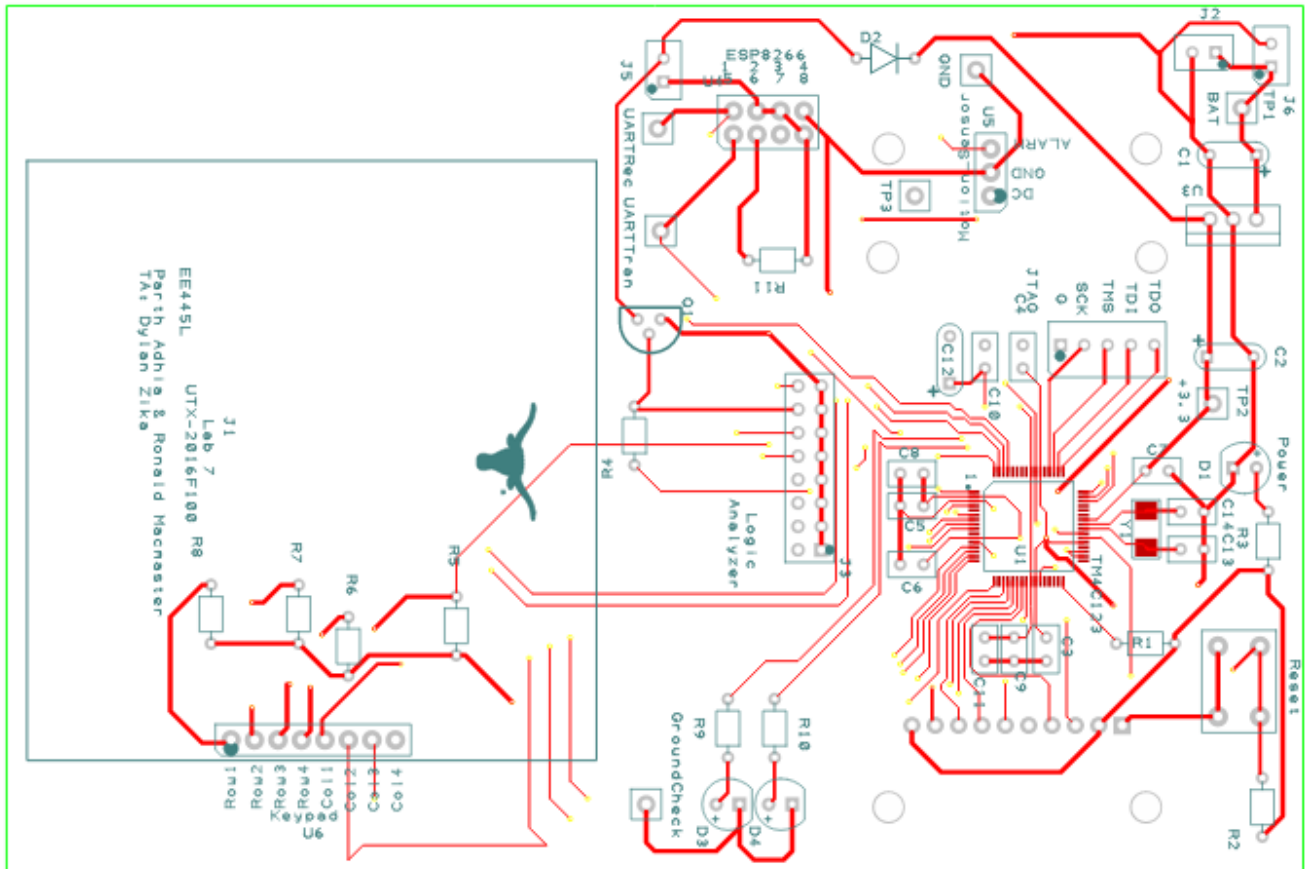 J2
J6
TP1
BAT
C1
+
U3
D2
GND
ESP8266
1 2 3 4
5 6 7 8
J5
UARTRec
UARTTran
U5
ALARM
GND
DC
TP3
R11
Q1
JTAG
C4
G
SCK
TMS
TDI
TDO
+
C2
TP2
+3.3
C12
+
C10
EE445L
Parth Adhia & Ronald Macmaster
TA: Dylan Zika
J1
Lab 7
UTX-2016F100
R4
C8
C5
C6
1
U1
TM4C123
C7
D1
+
Power
C14
C13
Y1
R3
Logic
Analyzer
J3
R8
R7
R6
R5
C3
C9
C11
R1
Reset
R9
R10
GroundCheck
Row1
Row2
Row3
Row4
Col1
Col2
Col3
Col4
Keypad
U6
+
D3
+
D4
R2